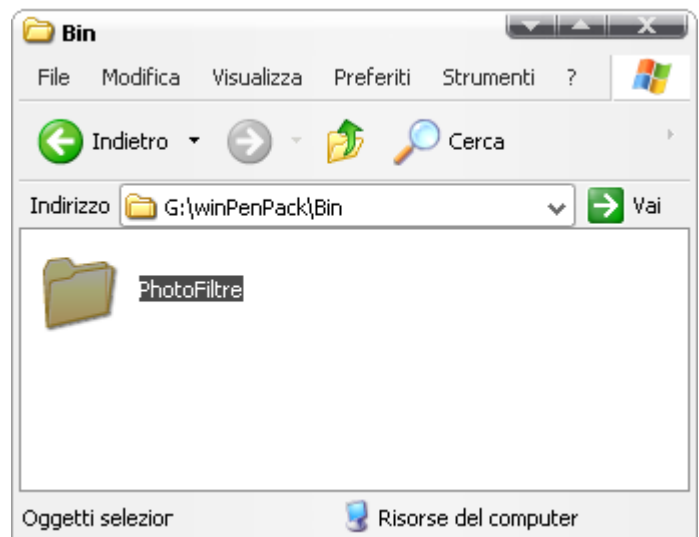 Bin
File Modifica Visualizza Preferiti Strumenti ?
Indietro Cerca
Indirizzo G:\winPenPack\Bin Vai
PhotoFiltre
Oggetti selezior Risorse del computer